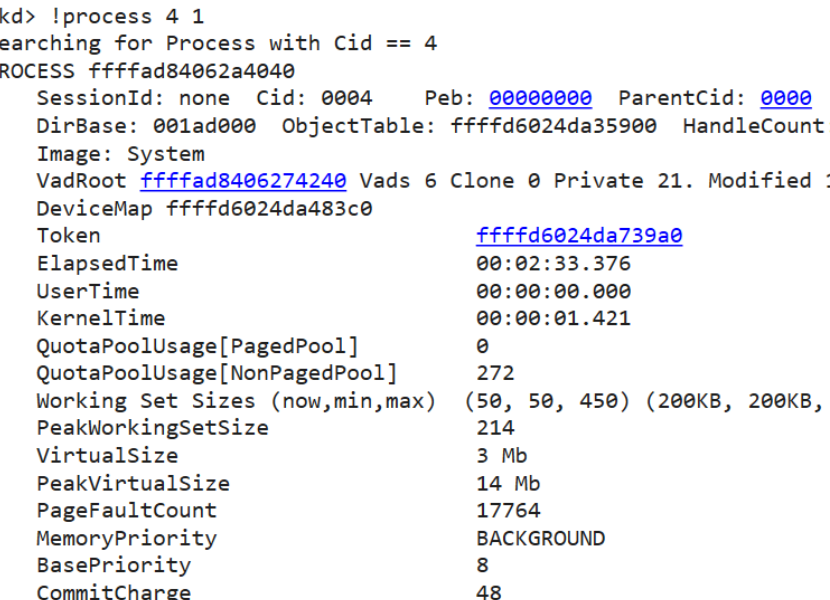 kd> !process 4 1
earching for Process with Cid == 4
ROCESS ffffad84062a4040
SessionId: none Cid: 0004 Peb: 00000000 ParentCid: 0000
DirBase: 001ad000 ObjectTable: ffffd6024da35900 HandleCount
Image: System
VadRoot ffffad8406274240 Vads 6 Clone 0 Private 21. Modified 1
DeviceMap ffffd6024da483c0
Token ffffd6024da739a0
ElapsedTime 00:02:33.376
UserTime 00:00:00.000
KernelTime 00:00:01.421
QuotaPoolUsage[PagedPool] 0
QuotaPoolUsage[NonPagedPool] 272
Working Set Sizes (now,min,max) (50, 50, 450) (200KB, 200KB,
PeakWorkingSetSize 214
VirtualSize 3 Mb
PeakVirtualSize 14 Mb
PageFaultCount 17764
MemoryPriority BACKGROUND
BasePriority 8
CommitCharge 48